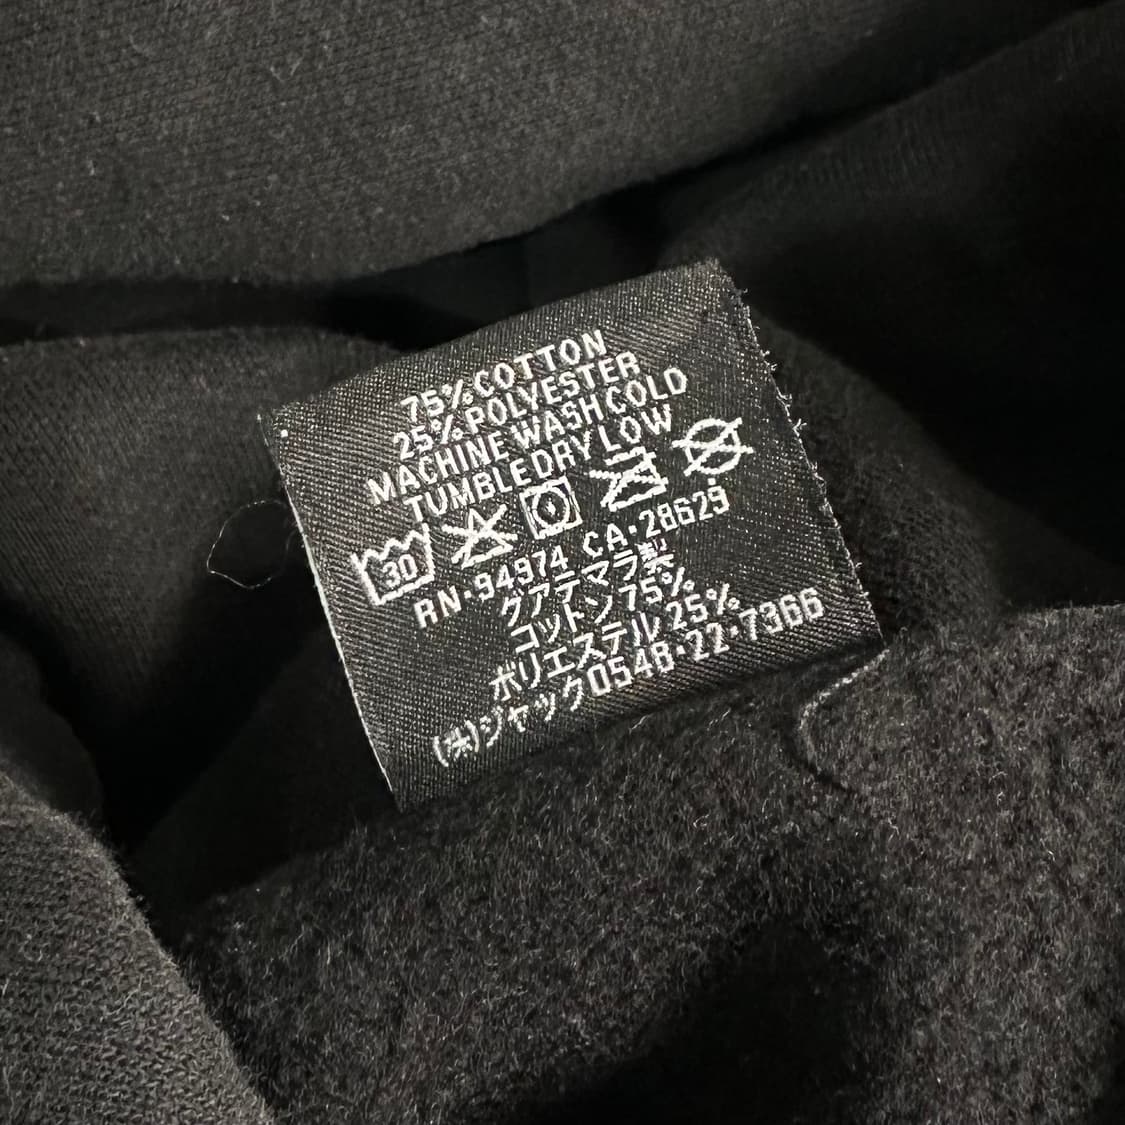 75% COTTON
25% POLYESTER
MACHINE WASH COLD
TUMBLE DRY LOW
30
RN·94974 CA·28629
グアテマラ製
コットン75%
ポリエステル25%
(株)ジャック0548·22·7366